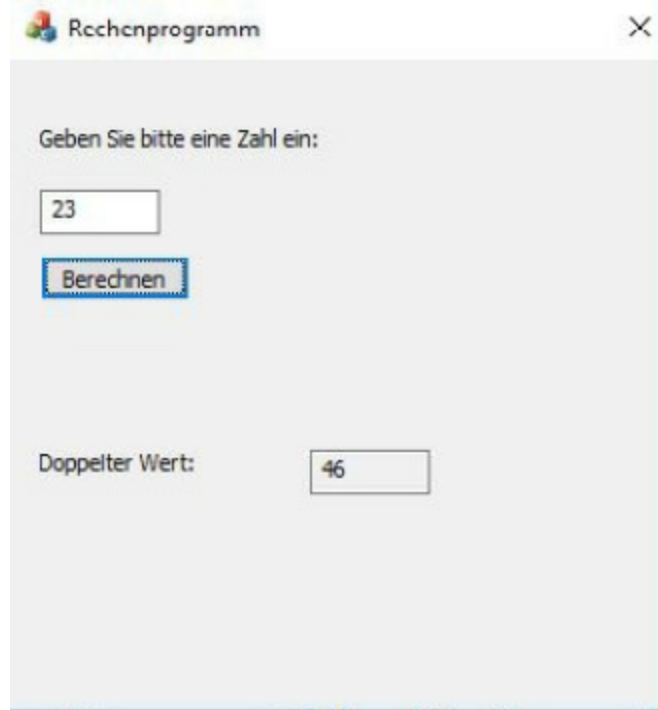 Rechenprogramm
Geben Sie bitte eine Zahl ein:
23
Berechnen
Doppelter Wert: 46